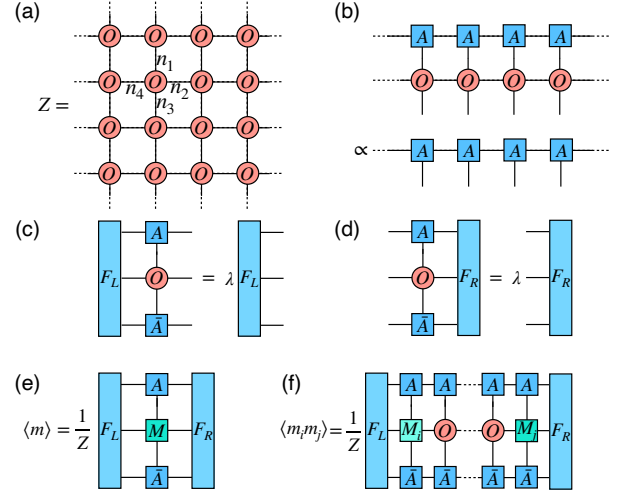 (a)
O O O O
n₁
O O O O
n₄ n₂
Z =
n₃
O O O O
O O O O
(b)
A A A A
O O O O
∝ A A A A
(c)
A
F_L O = λ F_L
Ā
(d)
A
O F_R = λ F_R
Ā
(e)
A
⟨m⟩ = 1/Z F_L M F_R
Ā
(f)
A A A A
⟨m_i m_j⟩ = 1/Z F_L M_i O O M_j F_R
Ā Ā Ā Ā